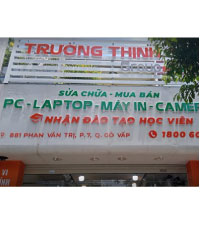 TRƯỜNG THỊNH
SỬA CHỮA - MUA BÁN
PC - LAPTOP - MÁY IN - CAMER
NHẬN ĐÀO TẠO HỌC VIÊN
881 PHAN VĂN TRỊ, P.7, Q. GÒ VẤP
1800 60